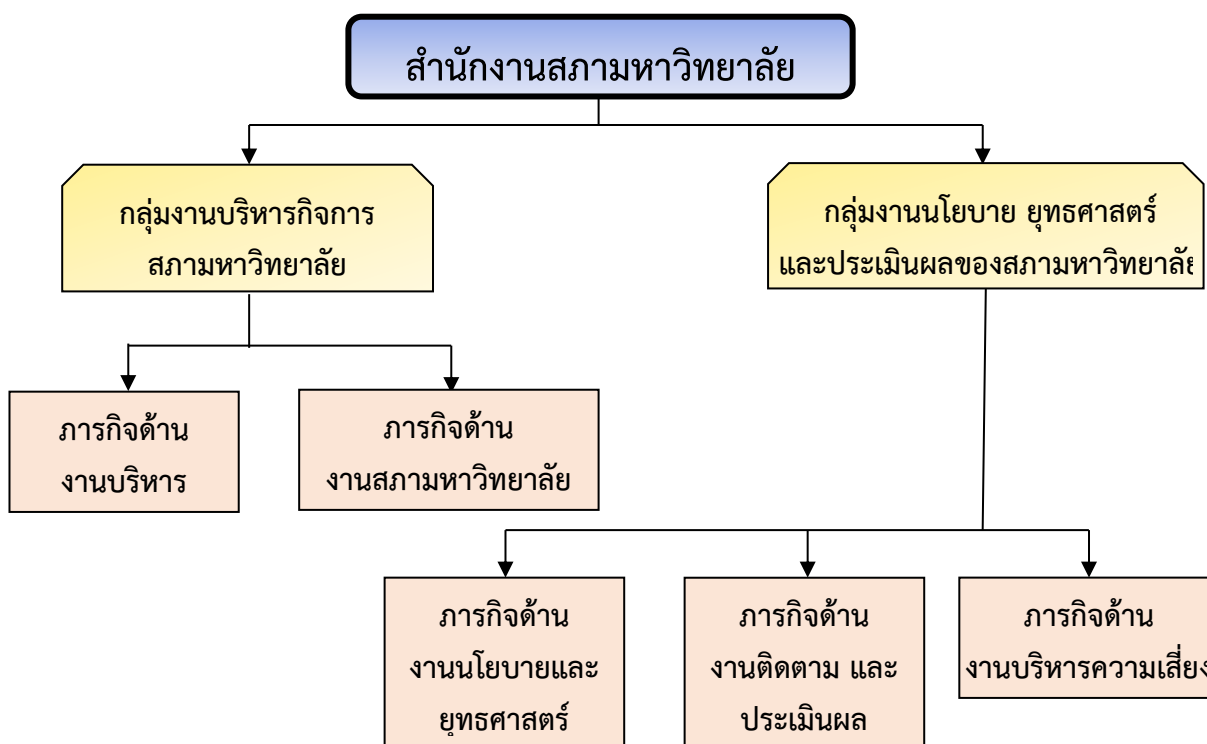 สำนักงานสภามหาวิทยาลัย
กลุ่มงานบริหารกิจการ
สภามหาวิทยาลัย
กลุ่มงานนโยบาย ยุทธศาสตร์
และประเมินผลของสภามหาวิทยาลัย
ภารกิจด้าน
งานบริหาร
ภารกิจด้าน
งานสภามหาวิทยาลัย
ภารกิจด้าน
งานนโยบายและ
ยุทธศาสตร์
ภารกิจด้าน
งานติดตาม และ
ประเมินผล
ภารกิจด้าน
งานบริหารความเสี่ยง